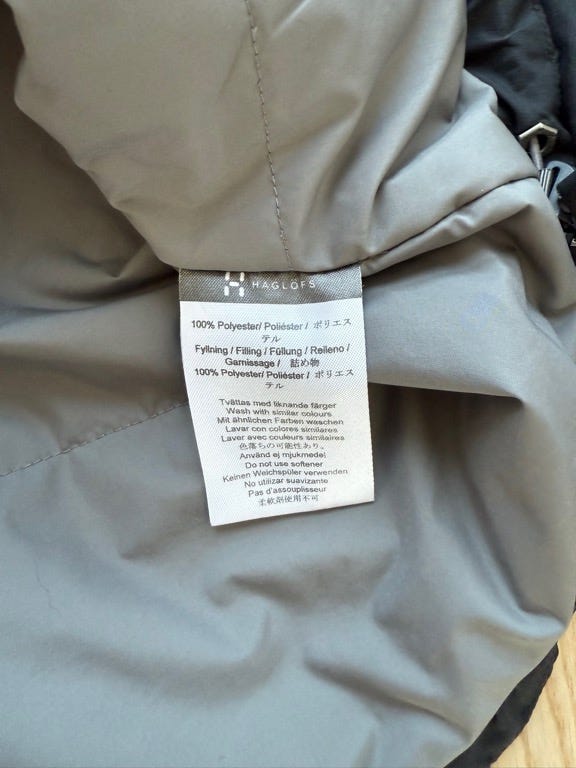 HAGLÖFS
100% Polyester/ Poliéster / ポリエス
テル
Fyllning / Filling / Füllung / Relleno /
Garnissage / 詰め物
100% Polyester/ Poliéster / ポリエス
テル
Tvättas med liknande färger
Wash with similar colours
Mit ähnlichen Farben waschen
Lavar con colores similares
Laver avec couleurs similaires
色落ちの可能性あり、
Använd ej mjukmedel
Do not use softener
Keinen Weichspüler verwenden
No utilizar suavizante
Pas d'assouplisseur
柔軟剤使用不可